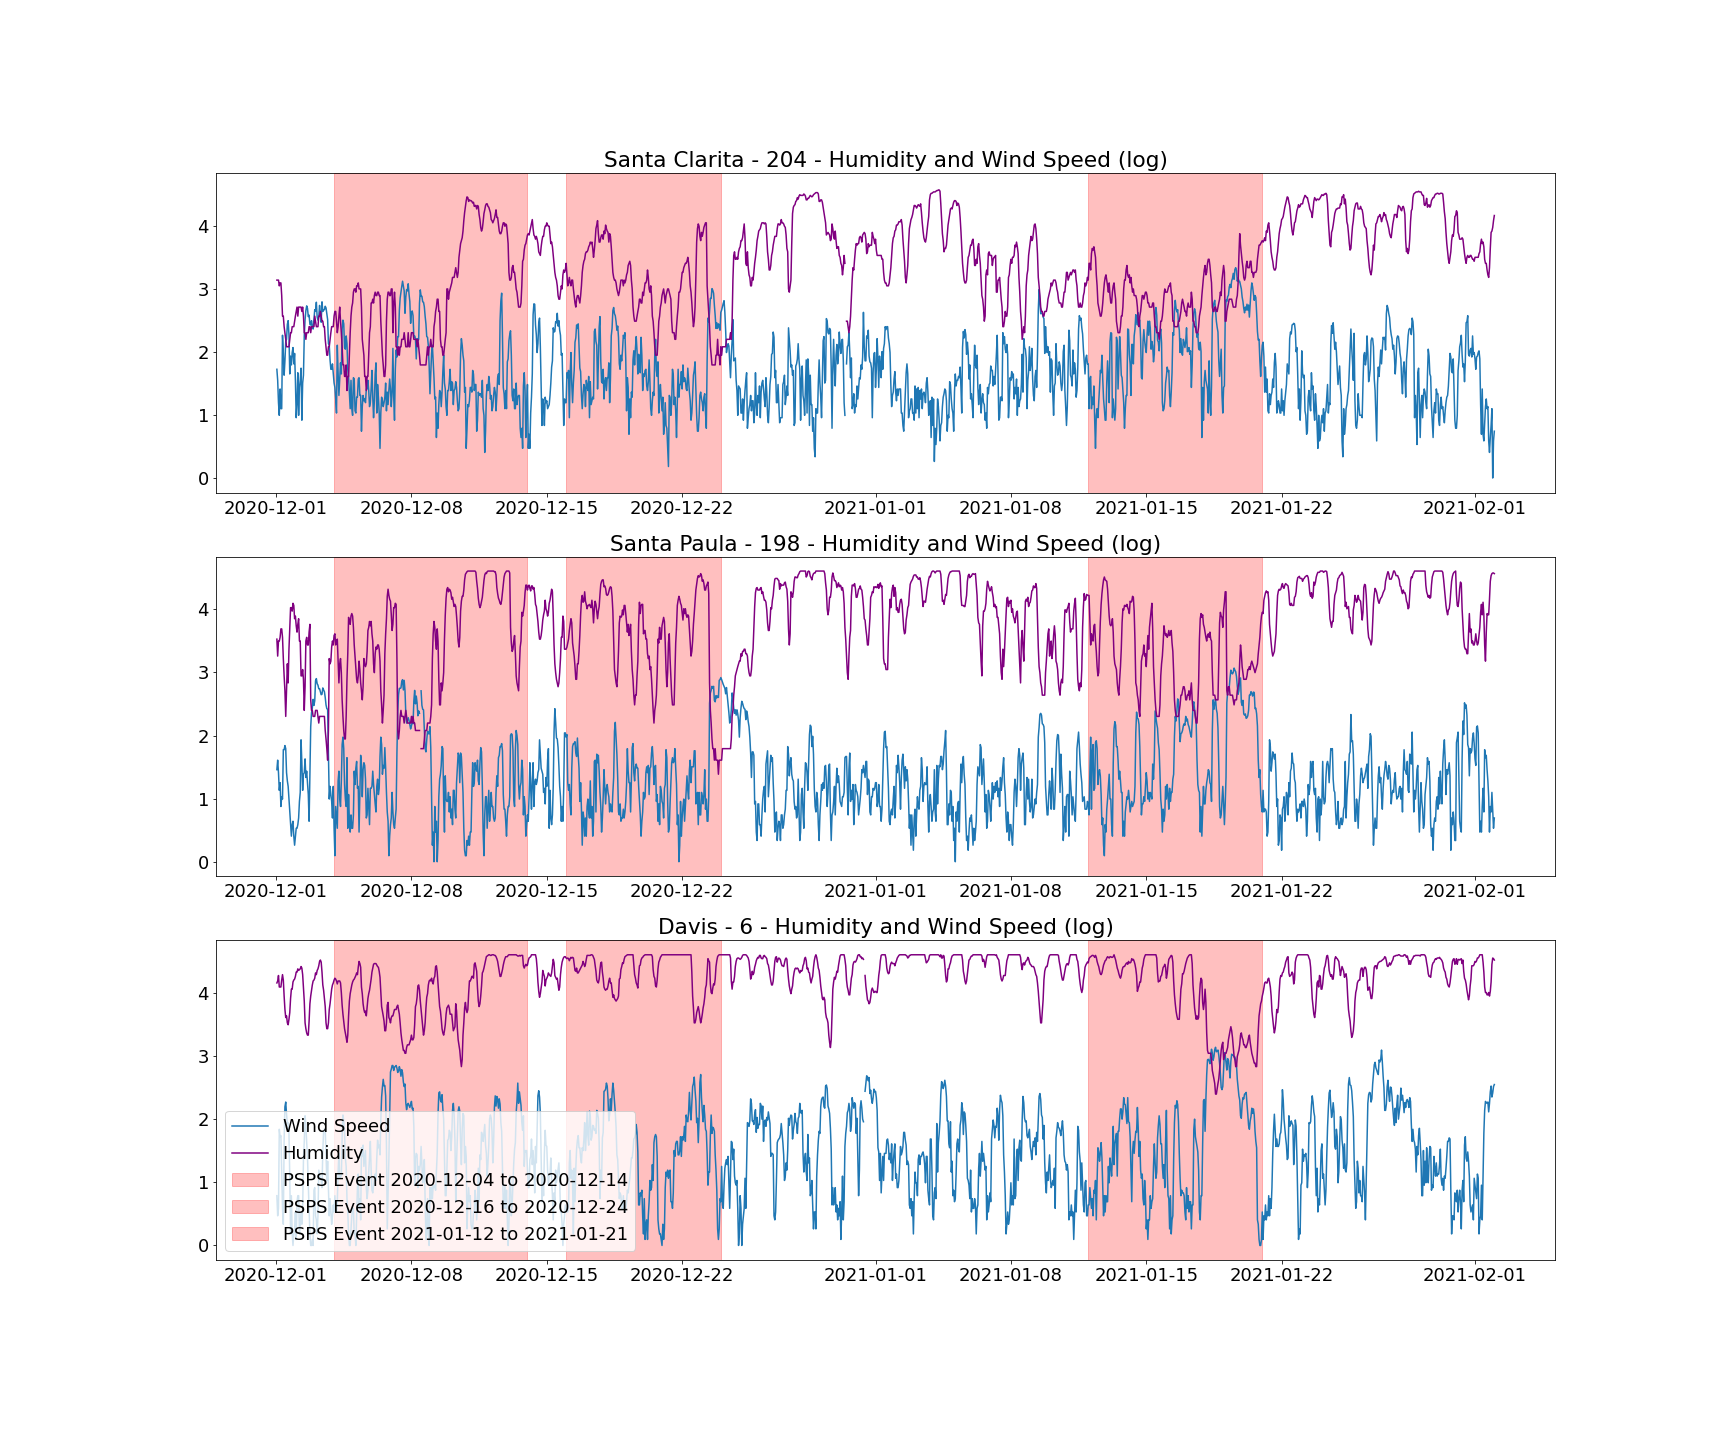 Santa Clarita - 204 - Humidity and Wind Speed (log)
4
3
2
1
0
2020-12-01 2020-12-08 2020-12-15 2020-12-22 2021-01-01 2021-01-08 2021-01-15 2021-01-22 2021-02-01
Santa Paula - 198 - Humidity and Wind Speed (log)
4
3
2
1
0
2020-12-01 2020-12-08 2020-12-15 2020-12-22 2021-01-01 2021-01-08 2021-01-15 2021-01-22 2021-02-01
Davis - 6 - Humidity and Wind Speed (log)
4
3
2
1
0
Wind Speed
Humidity
PSPS Event 2020-12-04 to 2020-12-14
PSPS Event 2020-12-16 to 2020-12-24
PSPS Event 2021-01-12 to 2021-01-21
2020-12-01 2020-12-08 2020-12-15 2020-12-22 2021-01-01 2021-01-08 2021-01-15 2021-01-22 2021-02-01